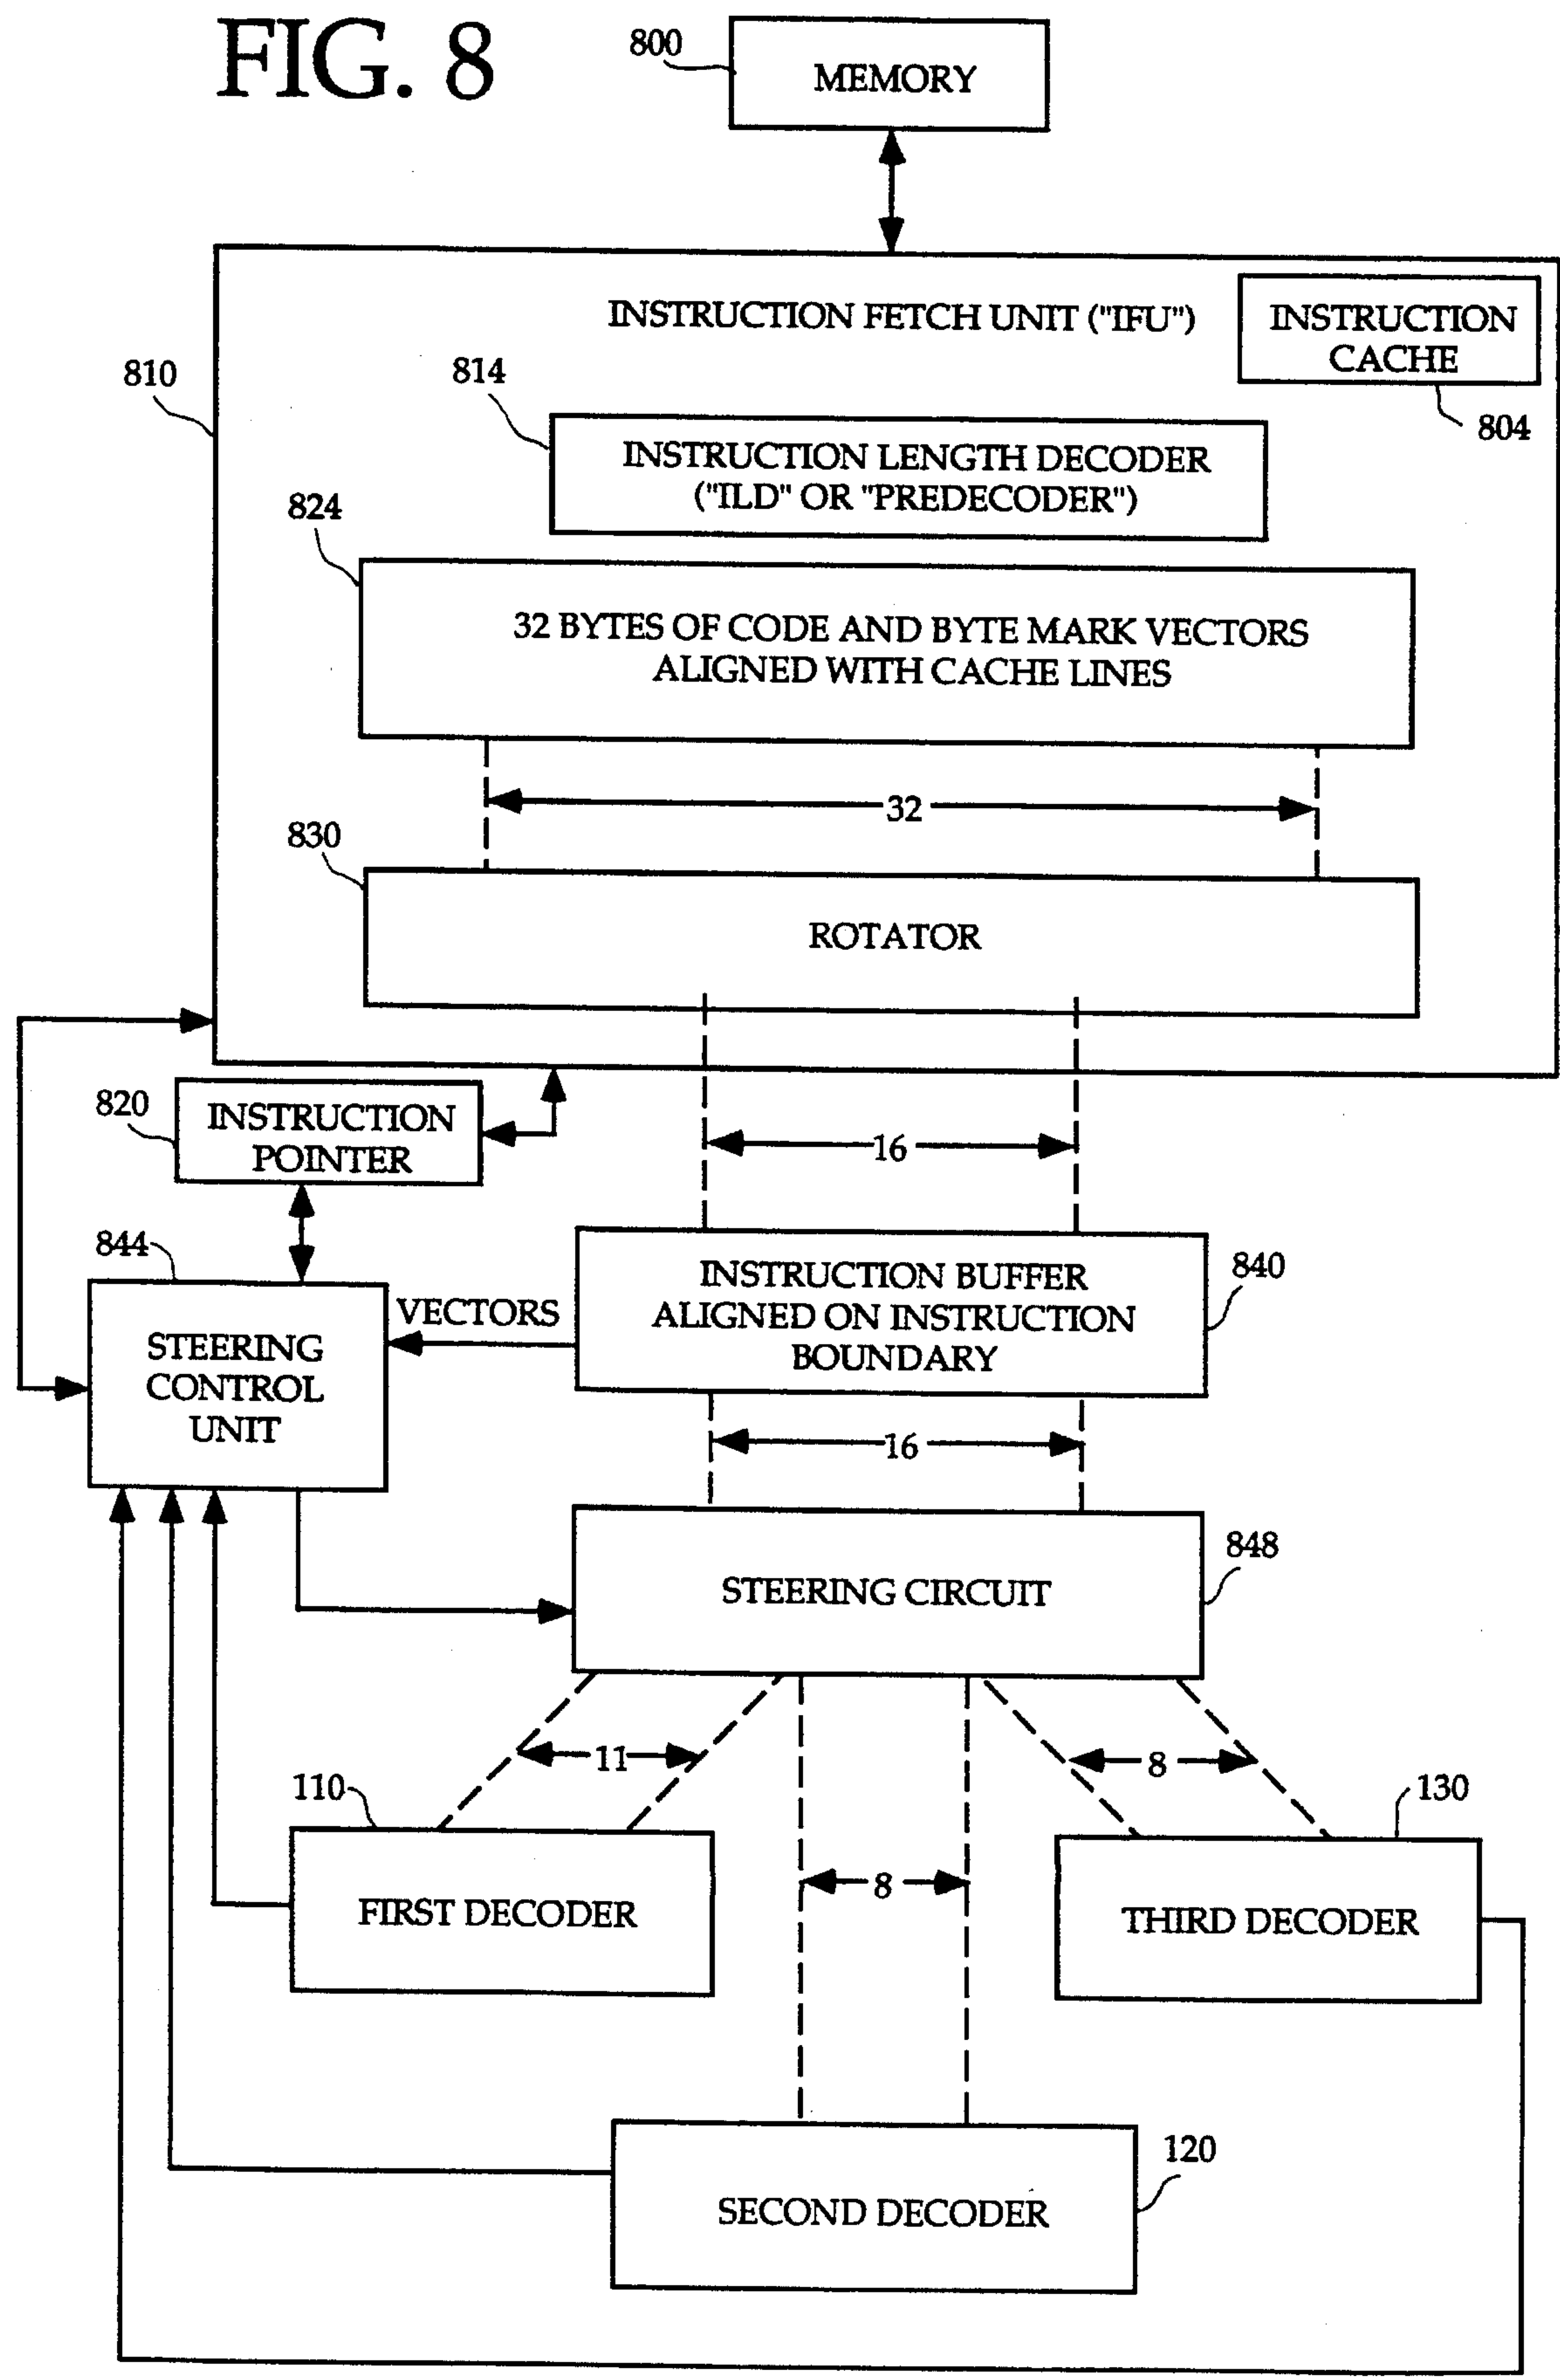 FIG. 8
800
MEMORY
INSTRUCTION FETCH UNIT ("IFU")
INSTRUCTION
CACHE
804
810
814
INSTRUCTION LENGTH DECODER
("ILD" OR "PREDECODER")
824
32 BYTES OF CODE AND BYTE MARK VECTORS
ALIGNED WITH CACHE LINES
32
830
ROTATOR
820
INSTRUCTION
POINTER
16
844
STEERING
CONTROL
UNIT
VECTORS
INSTRUCTION BUFFER
ALIGNED ON INSTRUCTION
BOUNDARY
840
16
STEERING CIRCUIT
848
11
8
110
130
FIRST DECODER
8
THIRD DECODER
120
SECOND DECODER